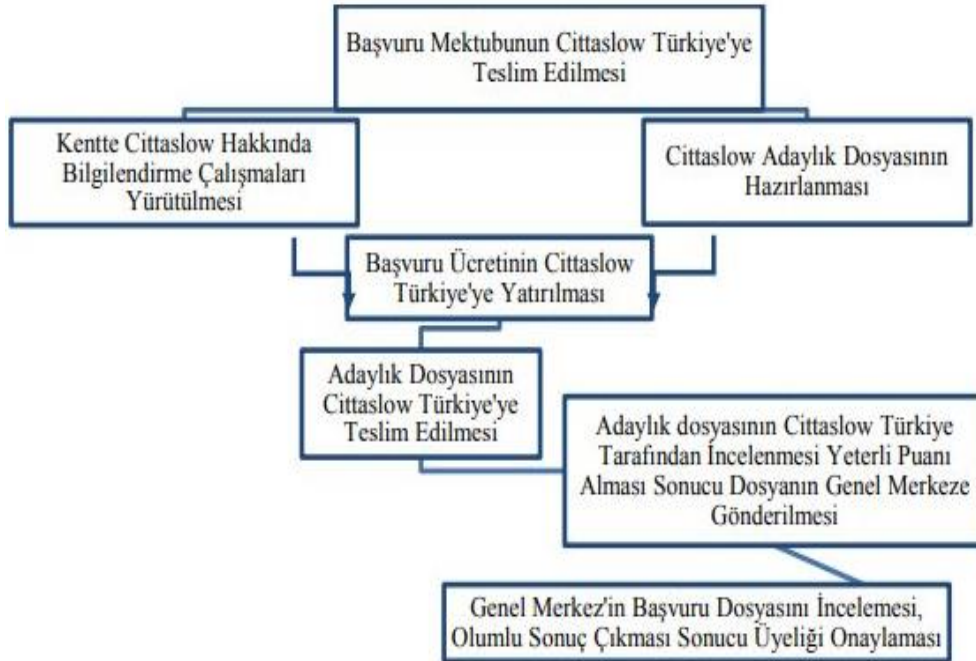 Başvuru Mektubunun Cittaslow Türkiye'ye
Teslim Edilmesi
Kentte Cittaslow Hakkında
Bilgilendirme Çalışmaları
Yürütülmesi
Cittaslow Adaylık Dosyasının
Hazırlanması
Başvuru Ücretinin Cittaslow
Türkiye'ye Yatırılması
Adaylık Dosyasının
Cittaslow Türkiye'ye
Teslim Edilmesi
Adaylık dosyasının Cittaslow Türkiye
Tarafından İncelenmesi Yeterli Puanı
Alması Sonucu Dosyanın Genel Merkeze
Gönderilmesi
Genel Merkez'in Başvuru Dosyasını İncelemesi,
Olumlu Sonuç Çıkması Sonucu Üyeliği Onaylaması